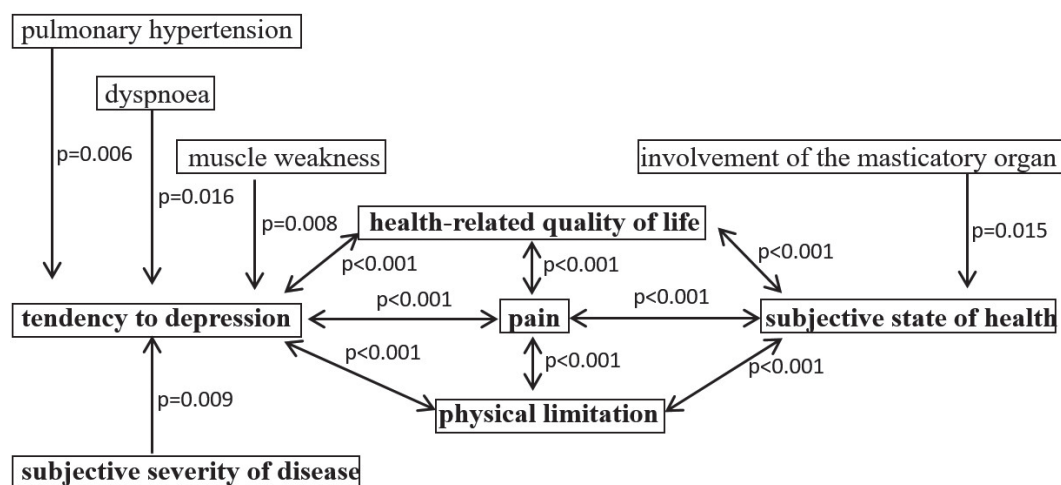 pulmonary hypertension
dyspnoea
p=0.006
muscle weakness
involvement of the masticatory organ
p=0.016
p=0.008
health-related quality of life
p=0.015
p<0.001
p<0.001
p<0.001
p<0.001
p<0.001
tendency to depression
pain
subjective state of health
p<0.001
p<0.001
p<0.001
physical limitation
p=0.009
subjective severity of disease